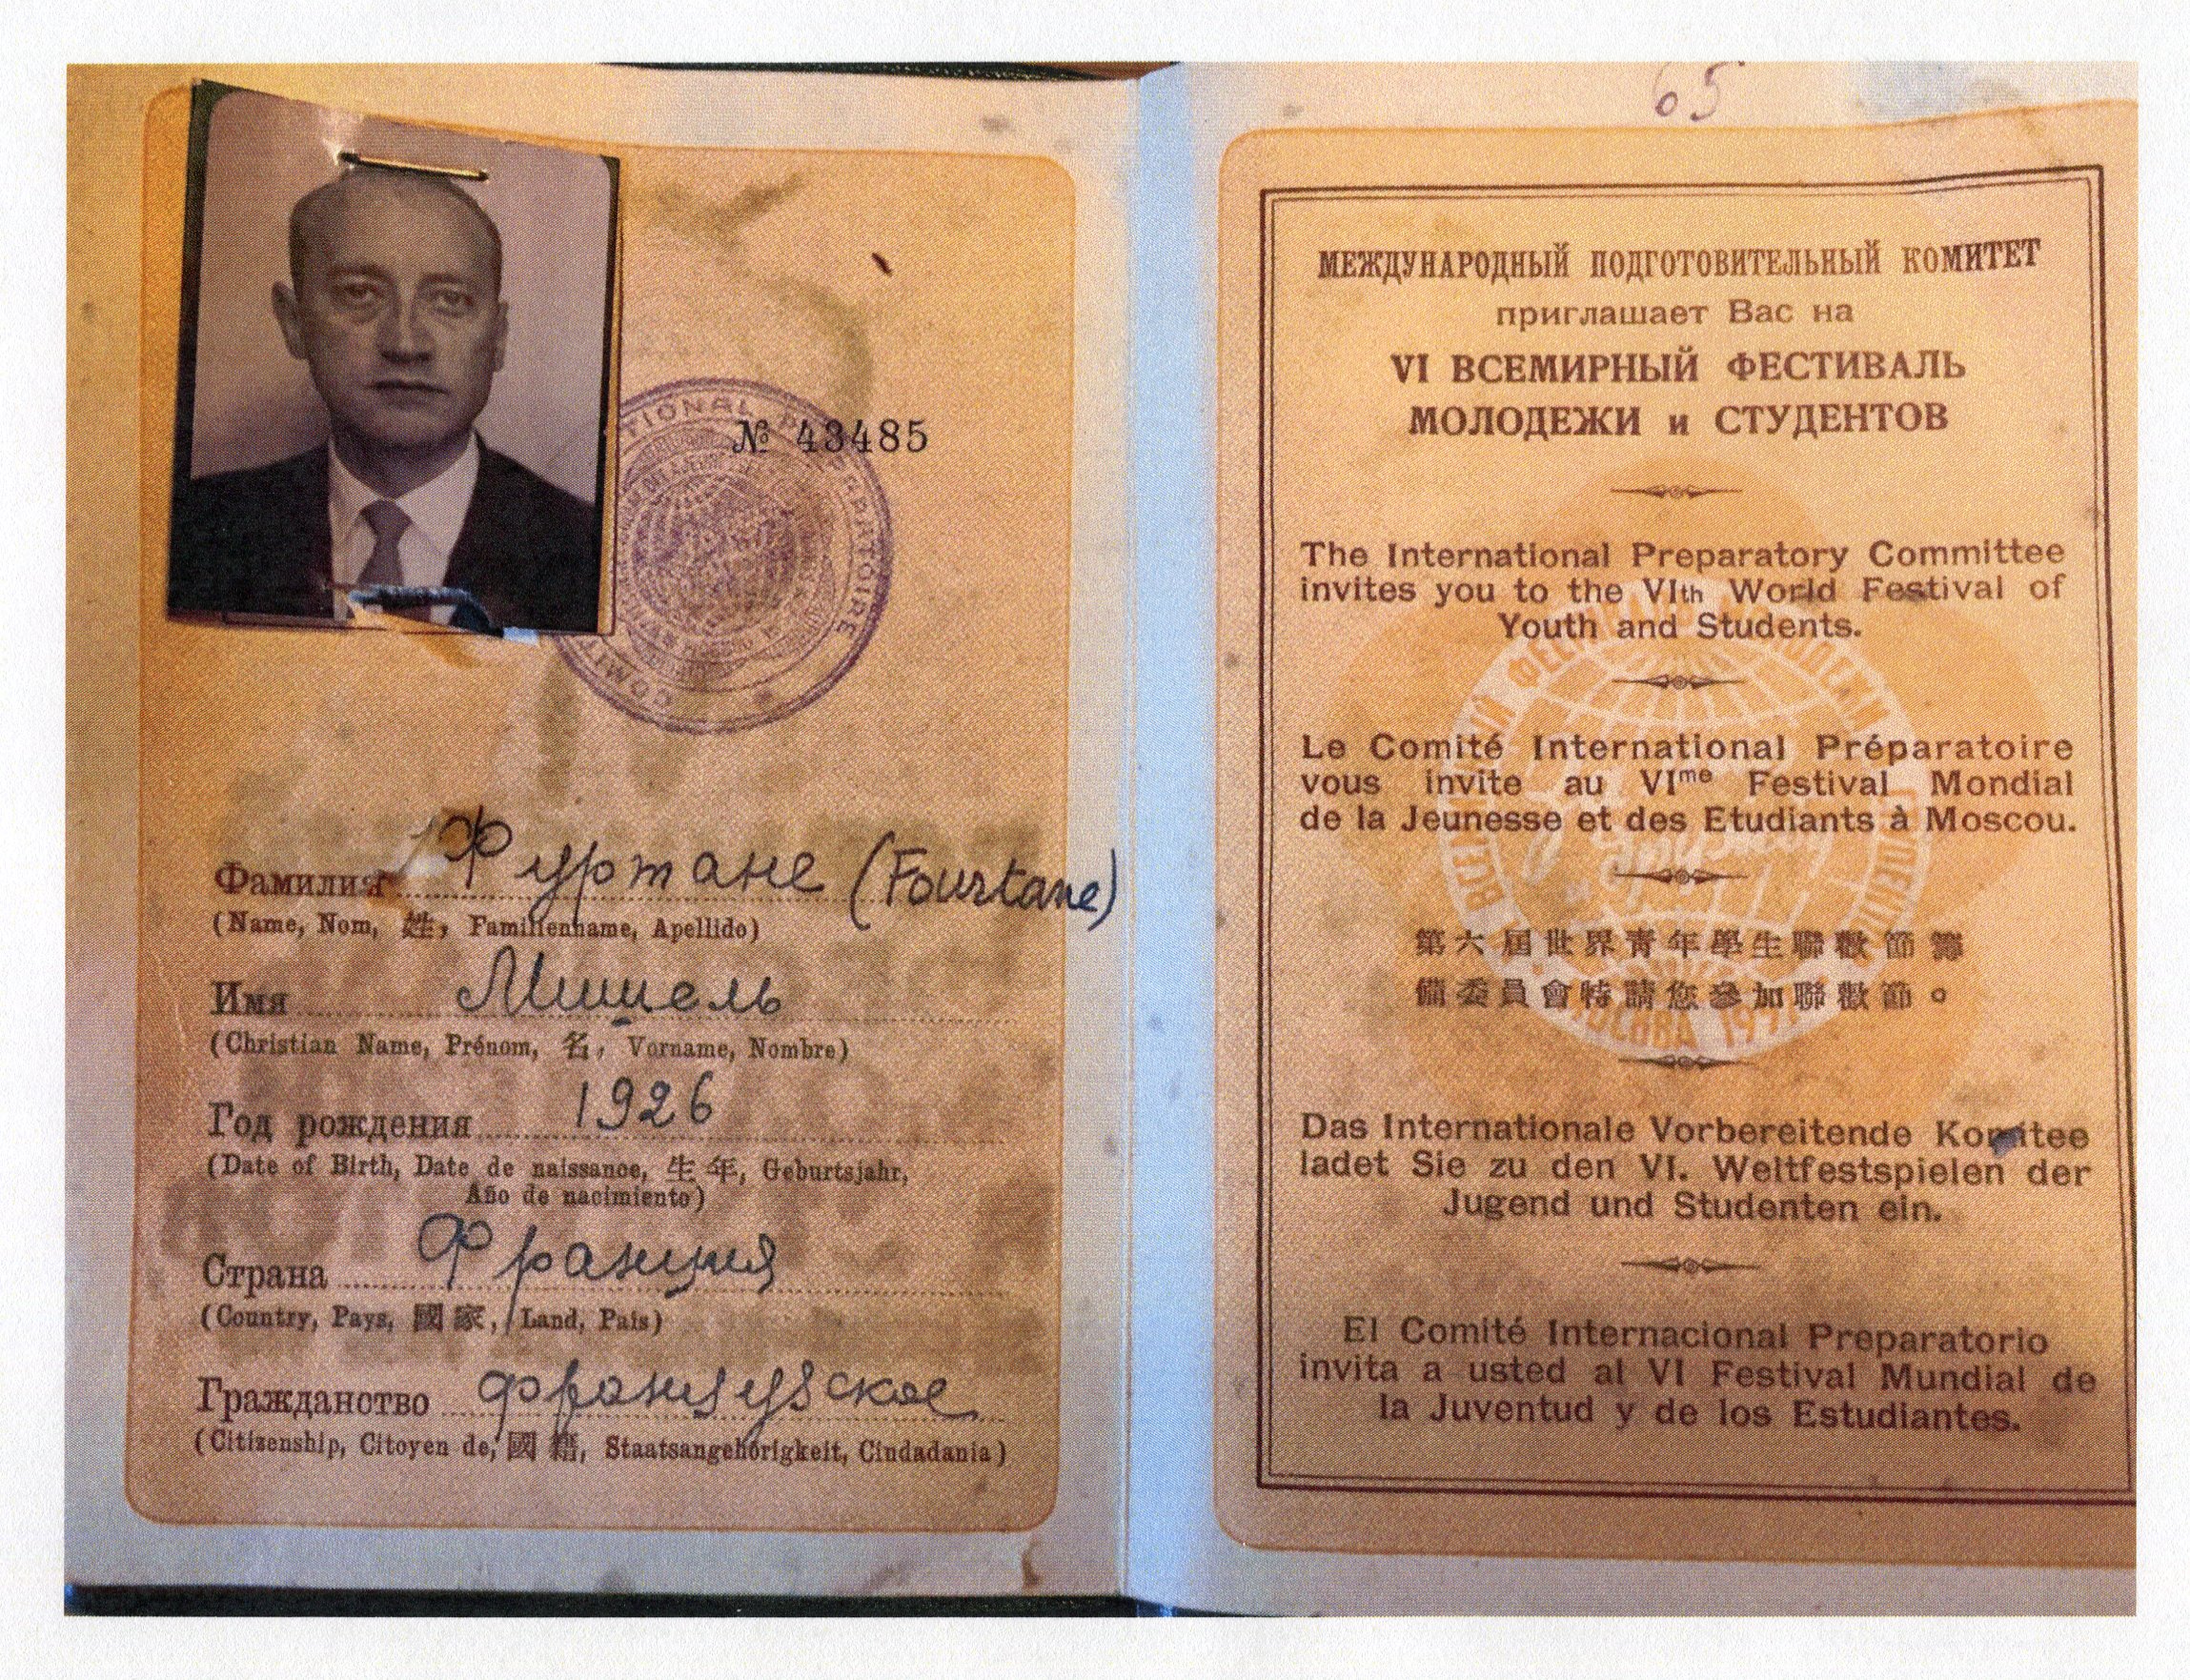 № 43485
Фамилия Фуртане (Fourtane)
(Name, Nom, 姓, Familienname, Apellido)
Имя Мишель
(Christian Name, Prénom, 名, Vorname, Nombre)
Год рождения 1926
(Date of Birth, Date de naissance, 生年, Geburtsjahr,
Año de nacimiento)
Страна Франция
(Country, Pays, 國家, Land, Pais)
Гражданство французское
(Citizenship, Citoyen de, 國籍, Staatsangehörigkeit, Cindadania)
65
МЕЖДУНАРОДНЫЙ ПОДГОТОВИТЕЛЬНЫЙ КОМИТЕТ
приглашает Вас на
VI ВСЕМИРНЫЙ ФЕСТИВАЛЬ
МОЛОДЕЖИ и СТУДЕНТОВ
The International Preparatory Committee
invites you to the VIth World Festival of
Youth and Students.
Le Comité International Préparatoire
vous invite au VIme Festival Mondial
de la Jeunesse et des Etudiants à Moscou.
第六屆世界青年學生聯歡節籌
備委員會特請您參加聯歡節。
Das Internationale Vorbereitende Komitee
ladet Sie zu den VI. Weltfestspielen der
Jugend und Studenten ein.
El Comité Internacional Preparatorio
invita a usted al VI Festival Mundial de
la Juventud y de los Estudiantes.